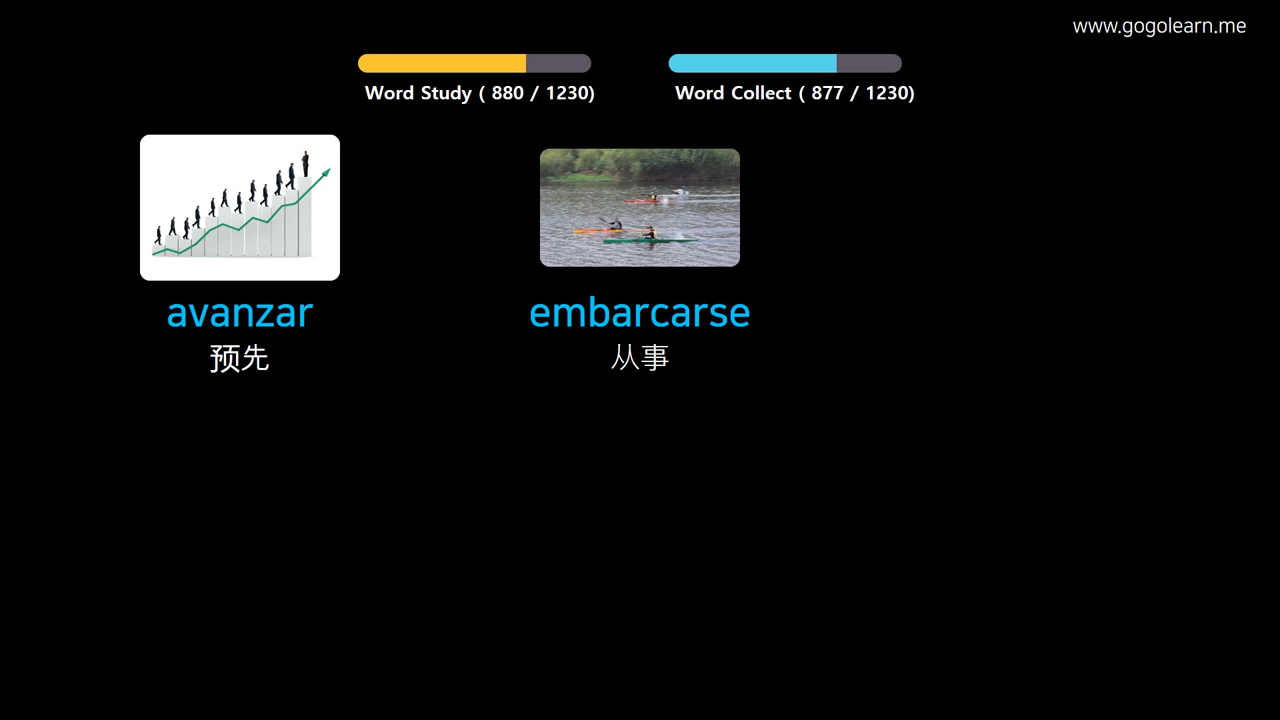 www.gogolearn.me
Word Study ( 880 / 1230)
Word Collect ( 877 / 1230)
avanzar
预先
embarcarse
从事